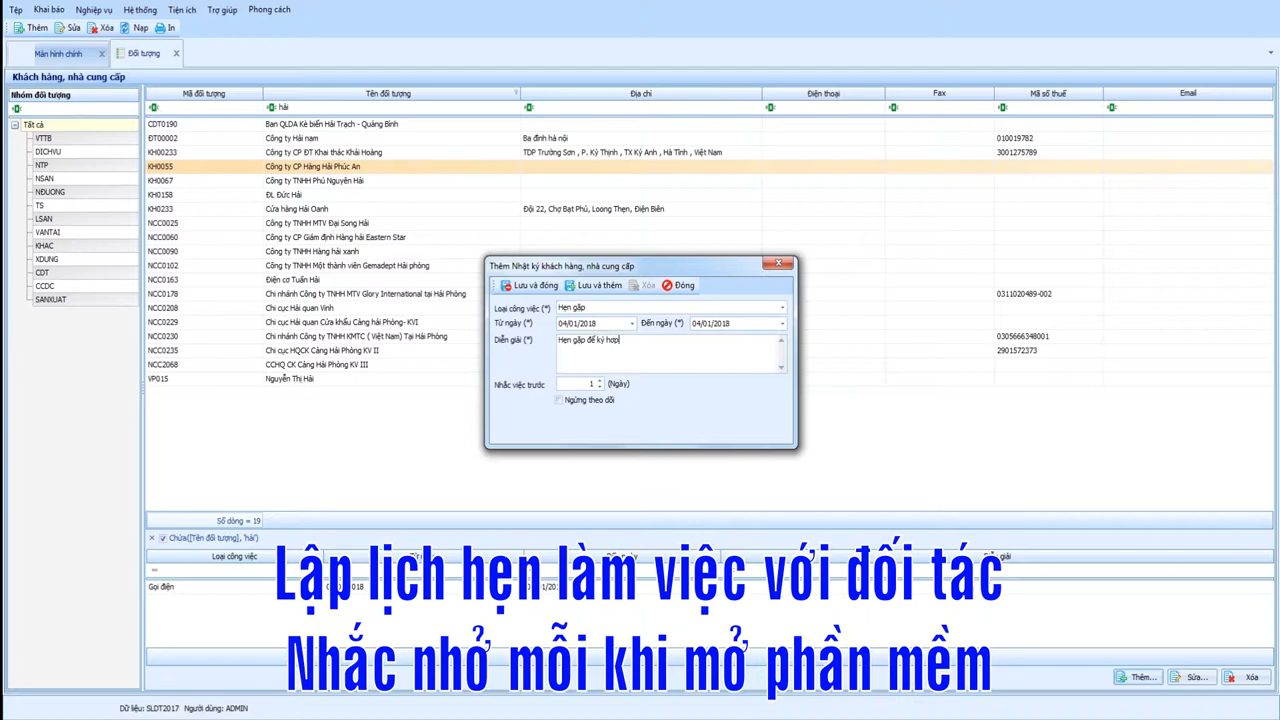 Tệp Khai báo Nghiệp vụ Hệ thống Tiện ích Trợ giúp Phong cách
Thêm Sửa Xóa Nạp In
Màn hình chính x Đối tượng x
Khách hàng, nhà cung cấp
Nhóm đối tượng
Tất cả
VTTB
DICHVU
NTP
NSAN
NĐUONG
TS
LSAN
VANTAI
KHAC
XDUNG
CDT
CCDC
SANXUAT
Mã đối tượng Tên đối tượng Địa chỉ Điện thoại Fax Mã số thuế Email
hải
CDT0190 Ban QLDA Kè biển Hải Trạch - Quảng Bình
ĐT00002 Công ty Hải nam Ba đình hà nội 010019782
KH00233 Công ty CP ĐT Khai thác Khải Hoàng TDP Trường Sơn , P. Kỳ Thịnh , TX Kỳ Anh , Hà Tĩnh , Việt Nam 3001275789
KH0055 Công ty CP Hàng Hải Phúc An
KH0067 Công ty TNHH Phú Nguyên Hải
KH0158 ĐL Đức Hải
KH0233 Cửa hàng Hải Oanh Đội 22, Chợ Bạt Phủ, Loong Thẹn, Điện Biên
NCC0025 Công ty TNHH MTV Đại Song Hải
NCC0060 Công ty CP Giám định Hàng hải Eastern Star
NCC0090 Công ty TNHH Hàng hải xanh
NCC0102 Công ty TNHH Một thành viên Gemadept Hải phòng
NCC0163 Điện cơ Tuấn Hải
NCC0178 Chi nhánh Công ty TNHH MTV Glory International tại Hải Phòng 0311020489-002
NCC0208 Chi cục Hải quan Vinh
NCC0229 Chi cục Hải quan Cửa khẩu Cảng hải Phòng- KVI
NCC0230 Chi nhánh Công ty TNHH KMTC ( Việt Nam) Tại Hải Phòng 0305666338003
NCC0235 Chi cục HQCK Cảng Hải Phòng KV II 2901572373
NCC2068 CCHQ CK Cảng Hải Phòng KV III
VP015 Nguyễn Thị Hải
Thêm Nhật ký khách hàng, nhà cung cấp
Lưu và đóng Lưu và thêm Xóa Đóng
Loại công việc (*) Hẹn gặp
Từ ngày (*) 04/01/2018 Đến ngày (*) 04/01/2018
Diễn giải (*) Hẹn gặp để ký hơp
Nhắc việc trước 1 (Ngày)
Ngừng theo dõi
Số dòng = 19
x Chứa([Tên đối tượng], 'hải')
Loại công việc
Gọi điện
Lập lịch hẹn làm việc với đối tác
Nhắc nhở mỗi khi mở phần mềm
Thêm... Sửa... Xóa
Dữ liệu: SLDT2017 Người dùng: ADMIN